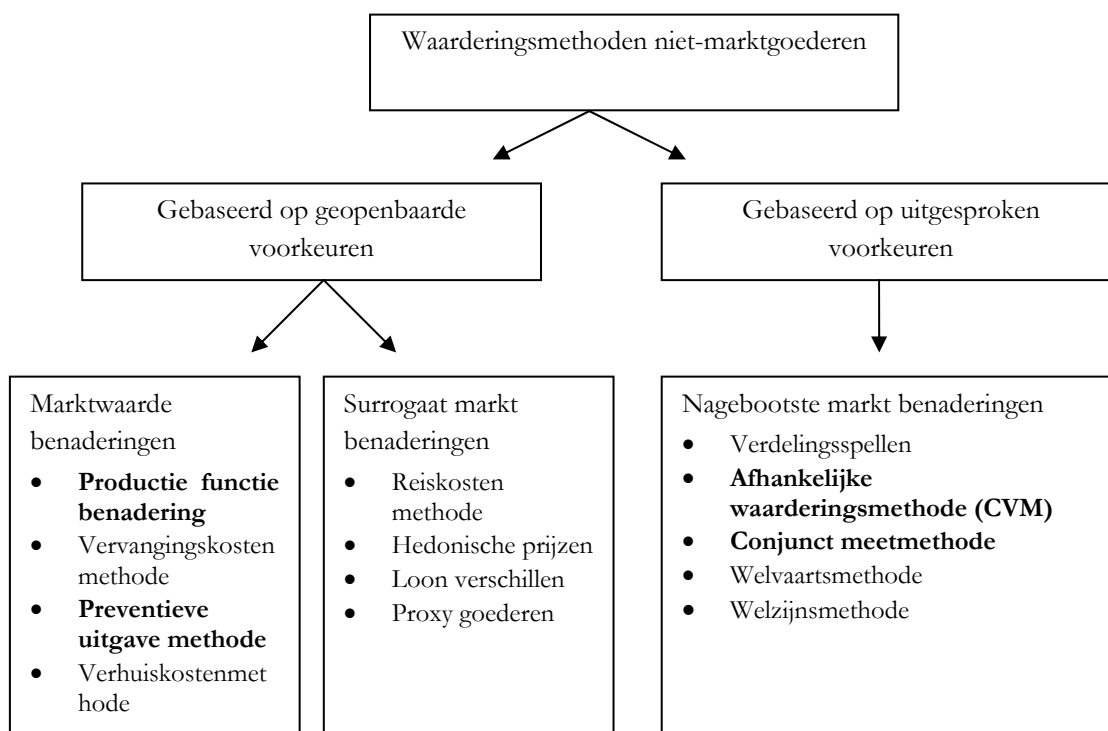 Waarderingsmethoden niet-marktgoederen
Gebaseerd op geopenbaarde
voorkeuren
Gebaseerd op uitgesproken
voorkeuren
Marktwaarde
benaderingen
• Productie functie
benadering
• Vervangingskosten
methode
• Preventieve
uitgave methode
• Verhuiskostenmet
hode
Surrogaat markt
benaderingen
• Reiskosten
methode
• Hedonische prijzen
• Loon verschillen
• Proxy goederen
Nagebootste markt benaderingen
• Verdelingsspellen
• Afhankelijke
waarderingsmethode (CVM)
• Conjunct meetmethode
• Welvaartsmethode
• Welzijnsmethode